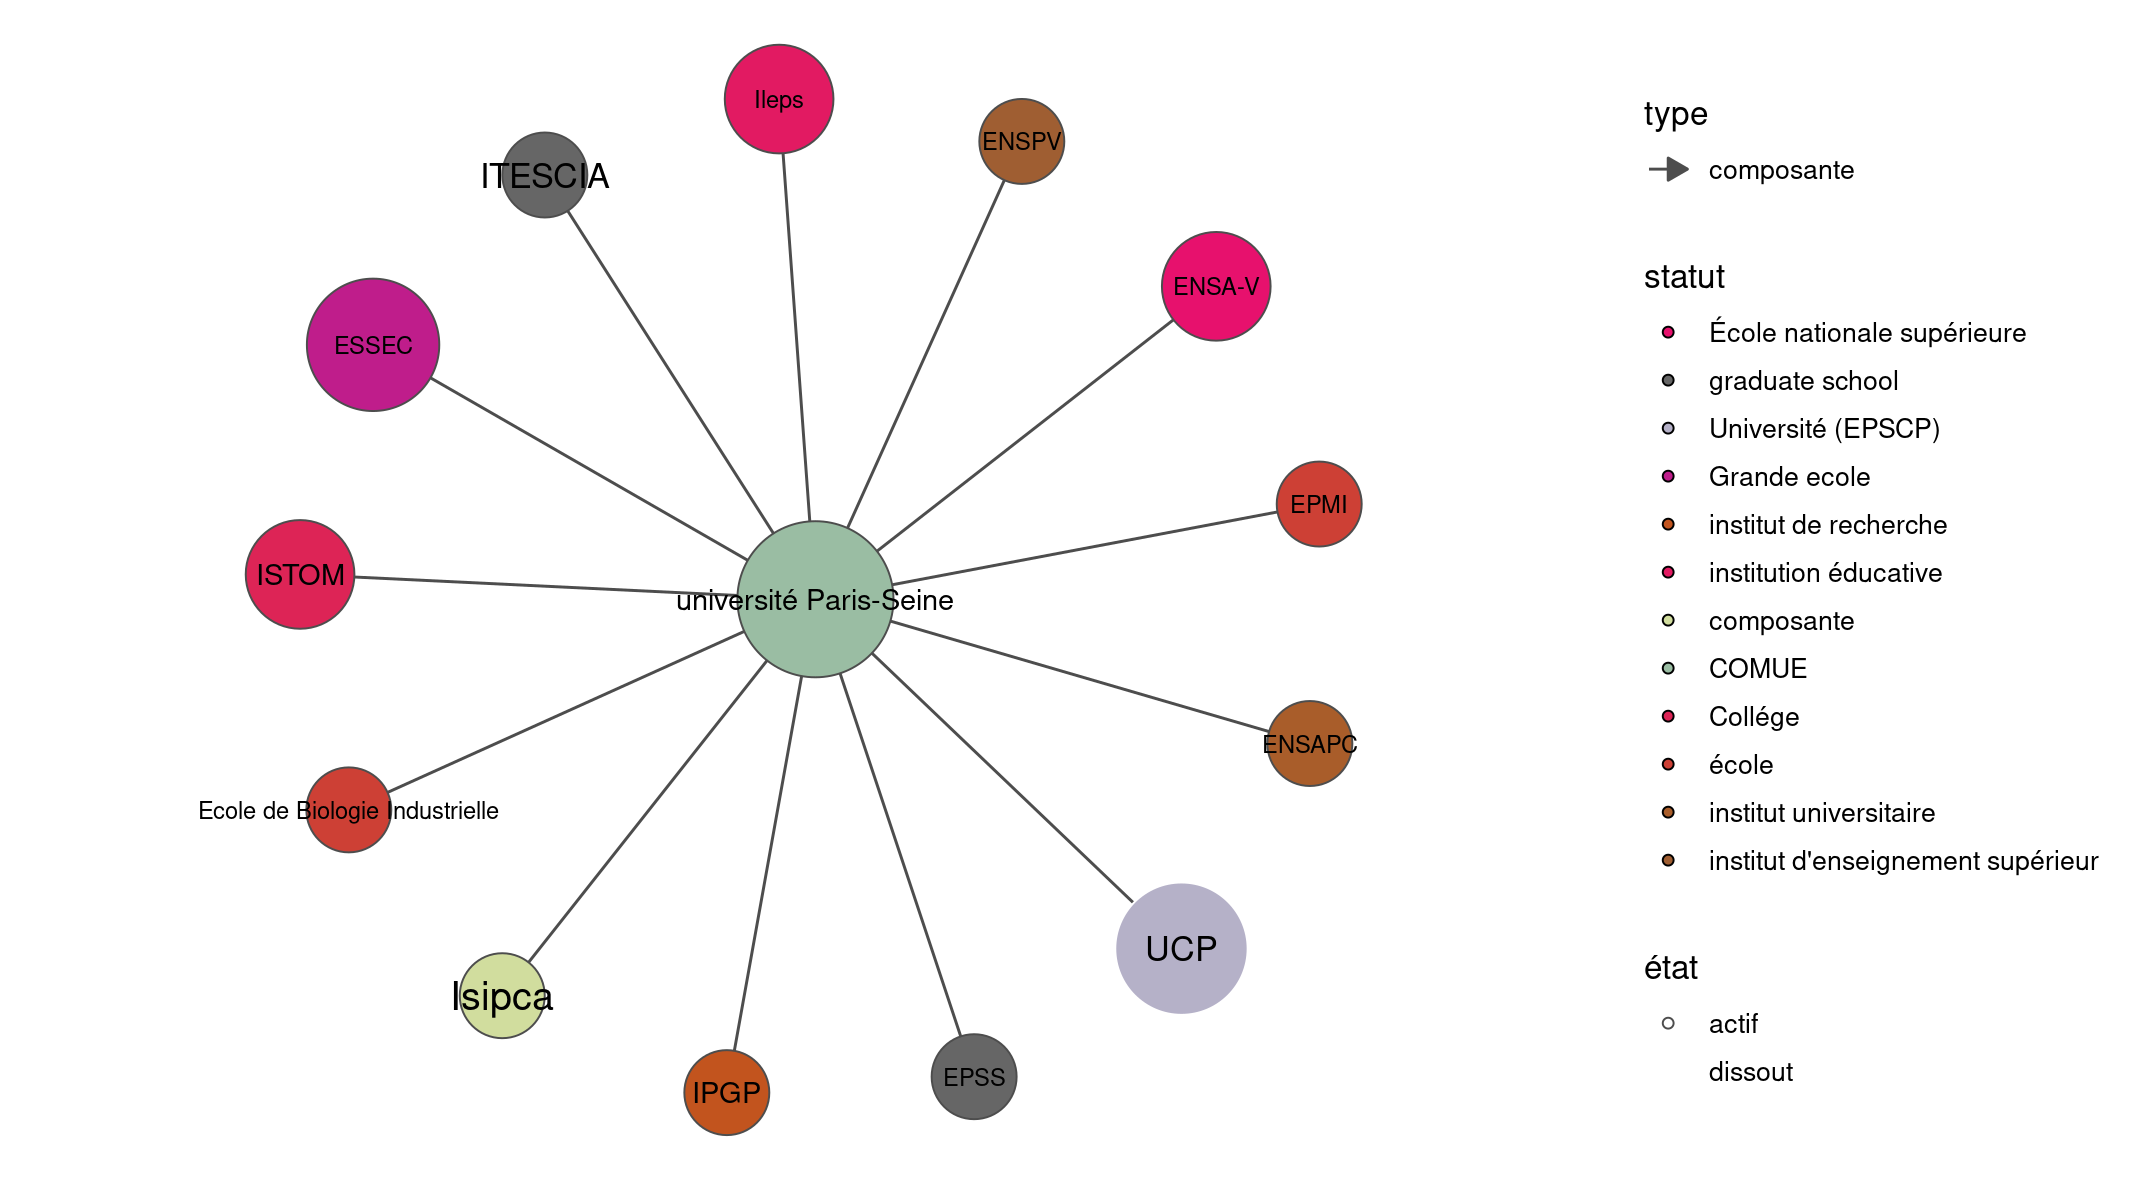 Ileps
ENSPV
ITESCIA
ENSA-V
ESSEC
EPMI
ISTOM
université Paris-Seine
ENSAPC
Ecole de Biologie Industrielle
UCP
Isipca
EPSS
IPGP
type
composante
statut
École nationale supérieure
graduate school
Université (EPSCP)
Grande ecole
institut de recherche
institution éducative
composante
COMUE
Collége
école
institut universitaire
institut d'enseignement supérieur
état
actif
dissout